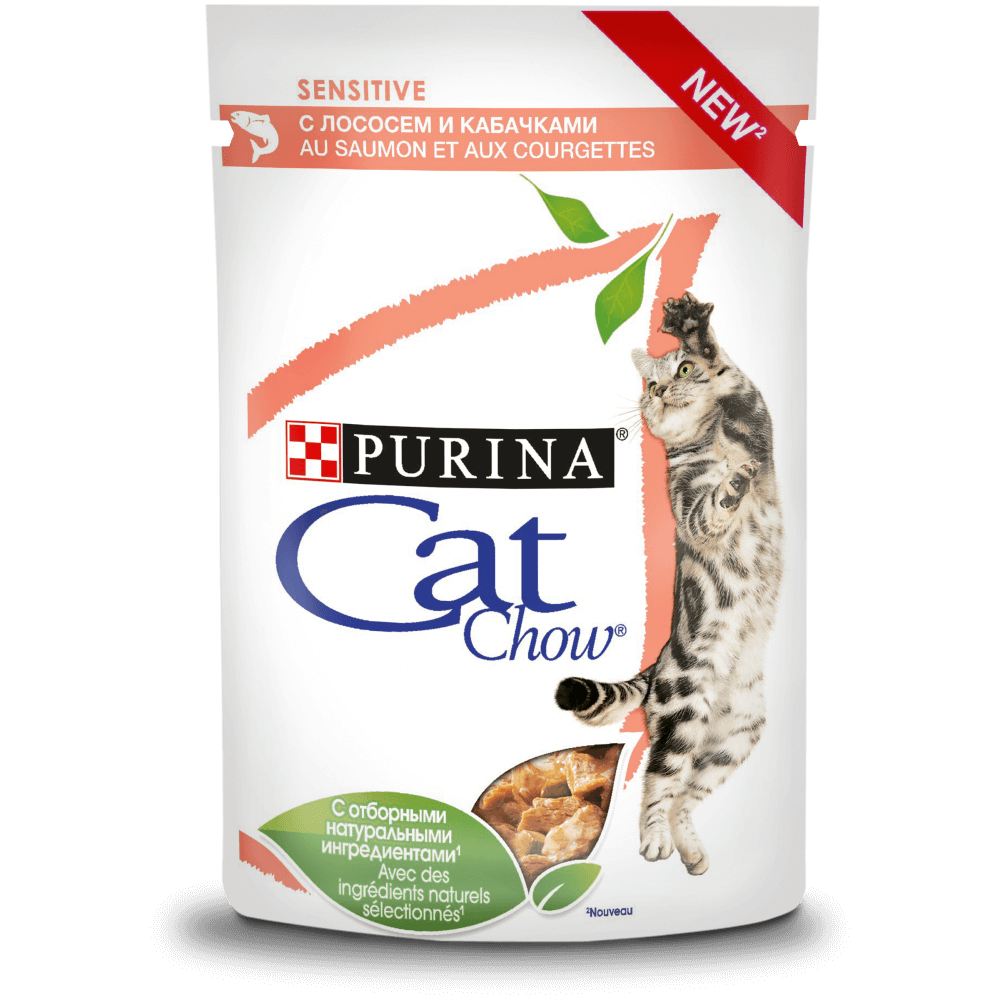 SENSITIVE
С ЛОСОСЕМ И КАБАЧКАМИ
AU SAUMON ET AUX COURGETTES
NEW²
PURINA®
Cat
Chow®
С отборными
натуральными
ингредиентами¹
Avec des
ingrédients naturels
sélectionnés¹
²Nouveau